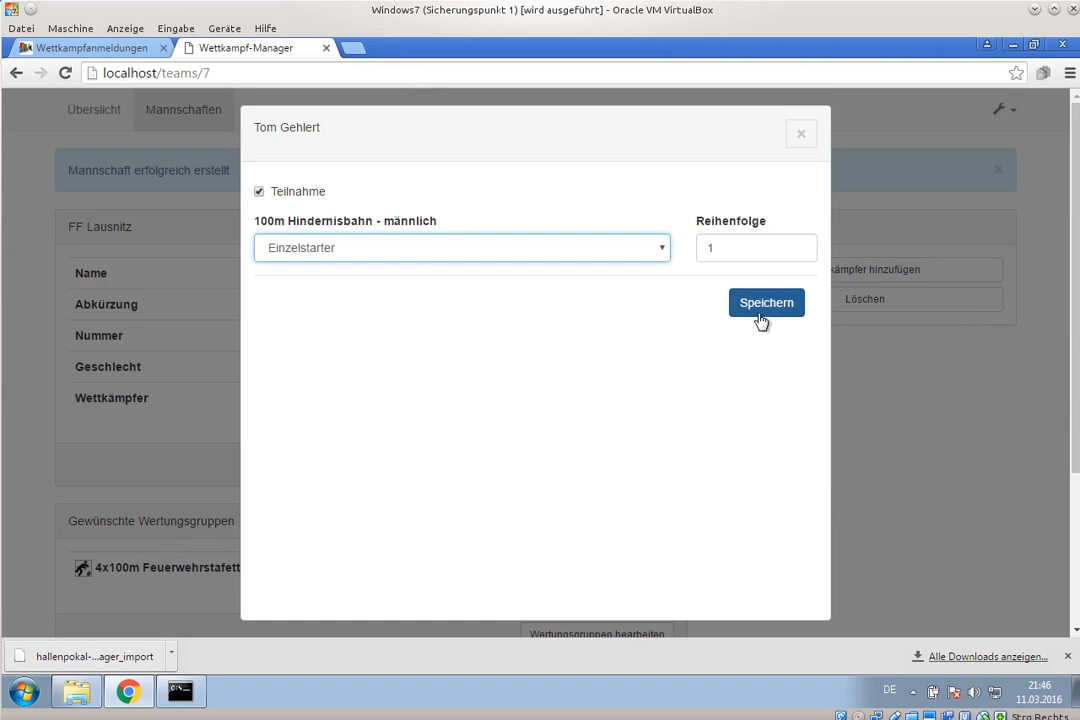 Windows7 (Sicherungspunkt 1) [wird ausgeführt] - Oracle VM VirtualBox
Datei Maschine Anzeige Eingabe Geräte Hilfe
Wettkampfanmeldungen Wettkampf-Manager
localhost/teams/7
Übersicht Mannschaften
Tom Gehlert
Mannschaft erfolgreich erstellt
Teilnahme
100m Hindernisbahn - männlich Reihenfolge
FF Lausnitz
Einzelstarter 1
Name
kämpfer hinzufügen
Abkürzung
Löschen
Speichern
Nummer
Geschlecht
Wettkämpfer
Gewünschte Wertungsgruppen
4x100m Feuerwehrstafett
Wertungsgruppen bearbeiten
hallenpokal-...ager_import
Alle Downloads anzeigen...
C:\.
DE
21:46
11.03.2016
Strg Rechts